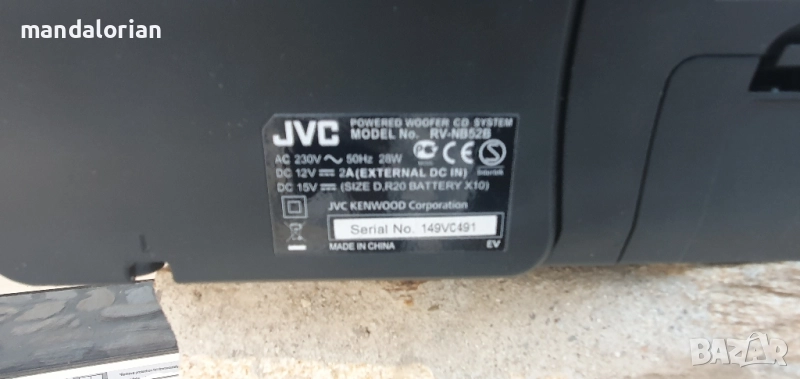 mandalorian
JVC
POWERED WOOFER CD SYSTEM
MODEL No. RV-NB52B
AC 230V ~ 50Hz 28W
DC 12V ⎓ 2A(EXTERNAL DC IN)
DC 15V ⎓ (SIZE D,R20 BATTERY X10)
JVC KENWOOD Corporation
Serial No. 149VC491
MADE IN CHINA EV
BAZAR